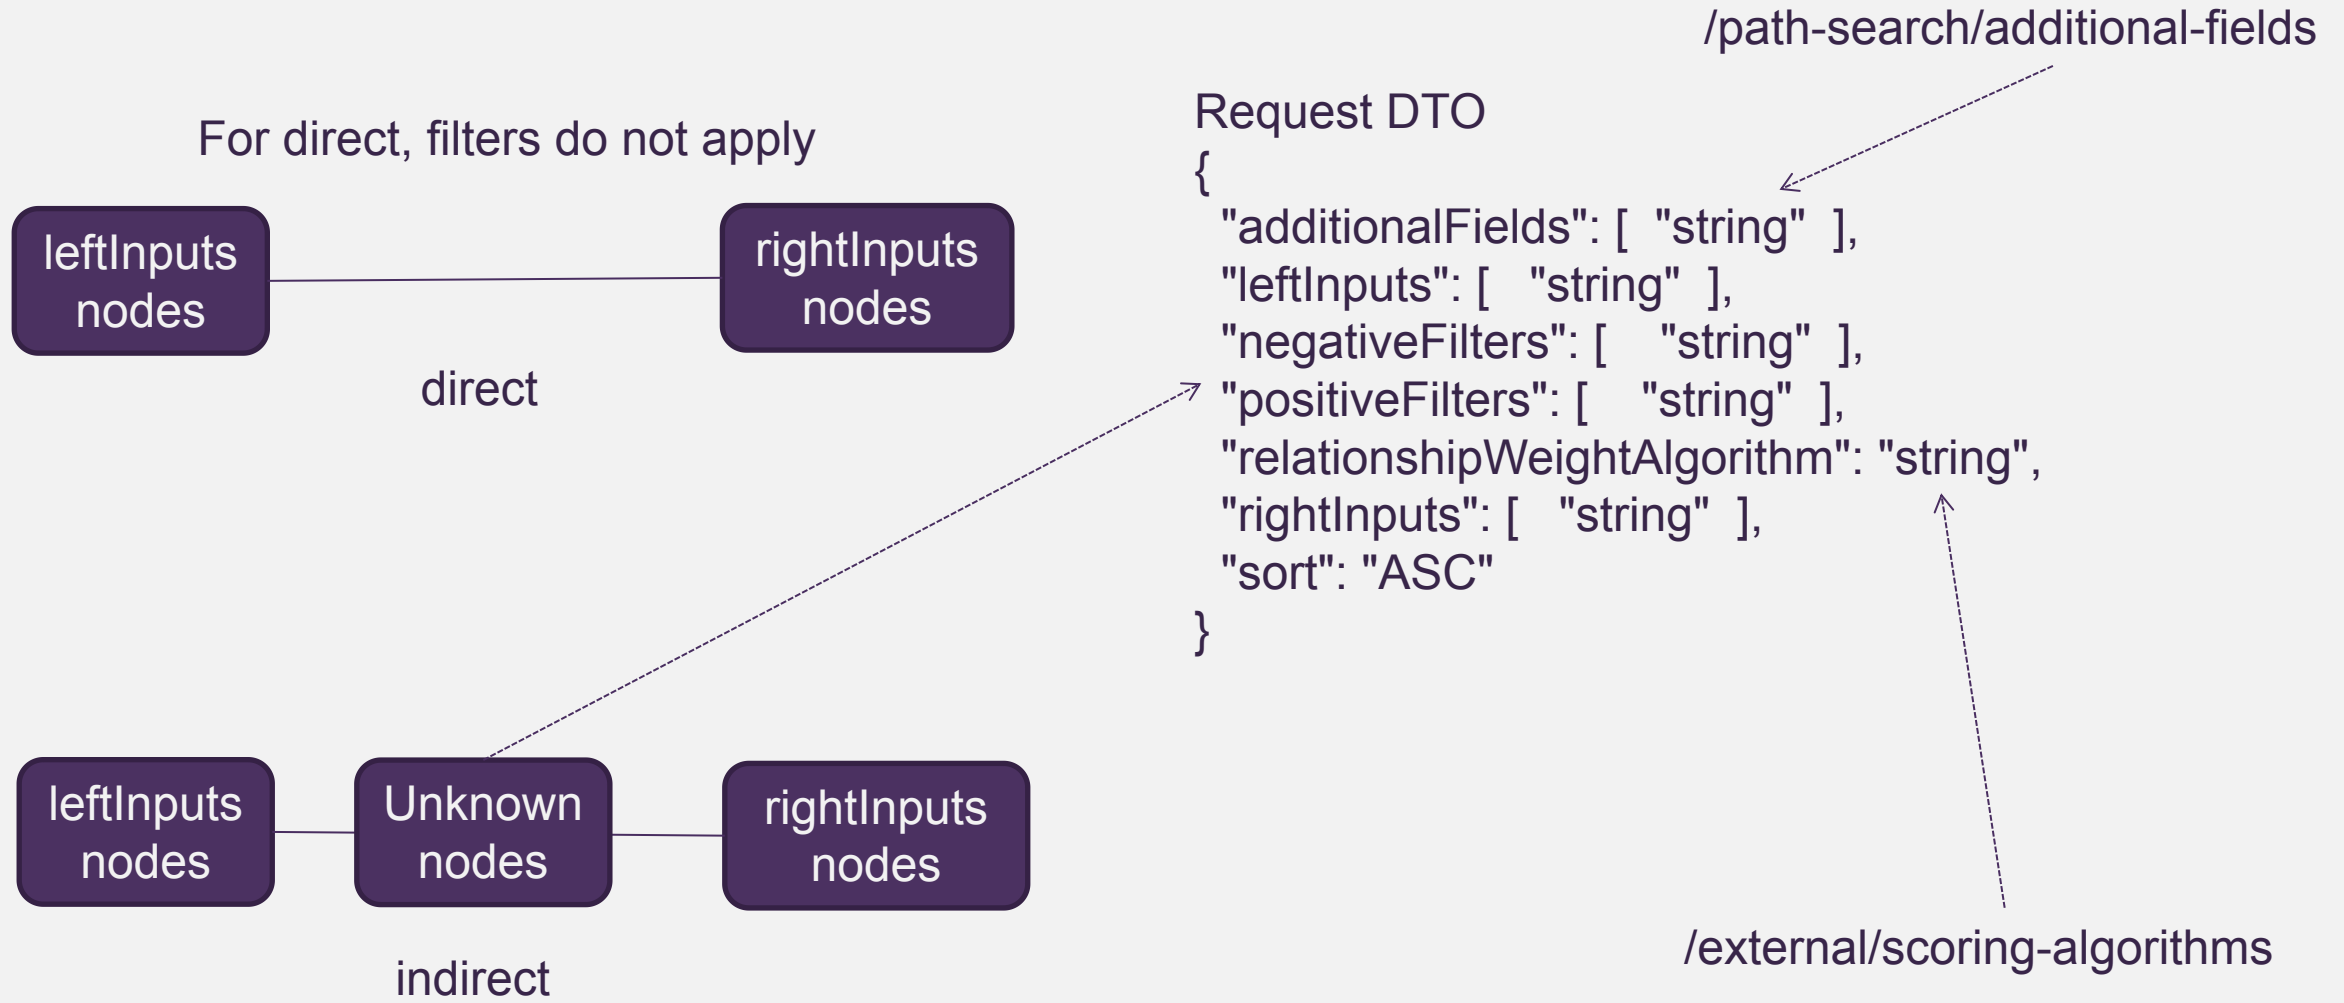 /path-search/additional-fields
For direct, filters do not apply
leftInputs
nodes
rightInputs
nodes
direct
Request DTO
{
"additionalFields": [  "string"  ],
"leftInputs": [   "string"  ],
"negativeFilters": [    "string"  ],
"positiveFilters": [    "string"  ],
"relationshipWeightAlgorithm": "string",
"rightInputs": [   "string"  ],
"sort": "ASC"
}
leftInputs
nodes
Unknown
nodes
rightInputs
nodes
indirect
/external/scoring-algorithms